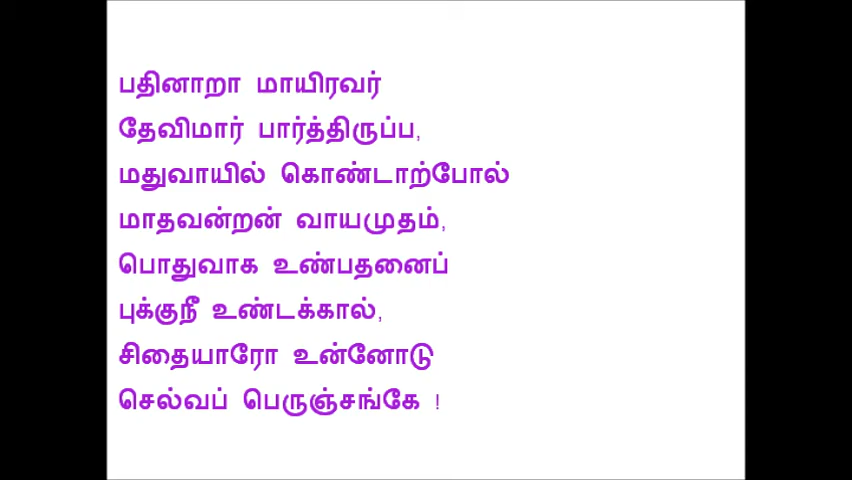 பதினாறா மாயிரவர்
தேவிமார் பார்த்திருப்ப,
மதுவாயில் கொண்டாற்போல்
மாதவன்றன் வாயமுதம்,
பொதுவாக உண்பதனைப்
புக்குநீ உண்டக்கால்,
சிதையாரோ உன்னோடு
செல்வப் பெருஞ்சங்கே !